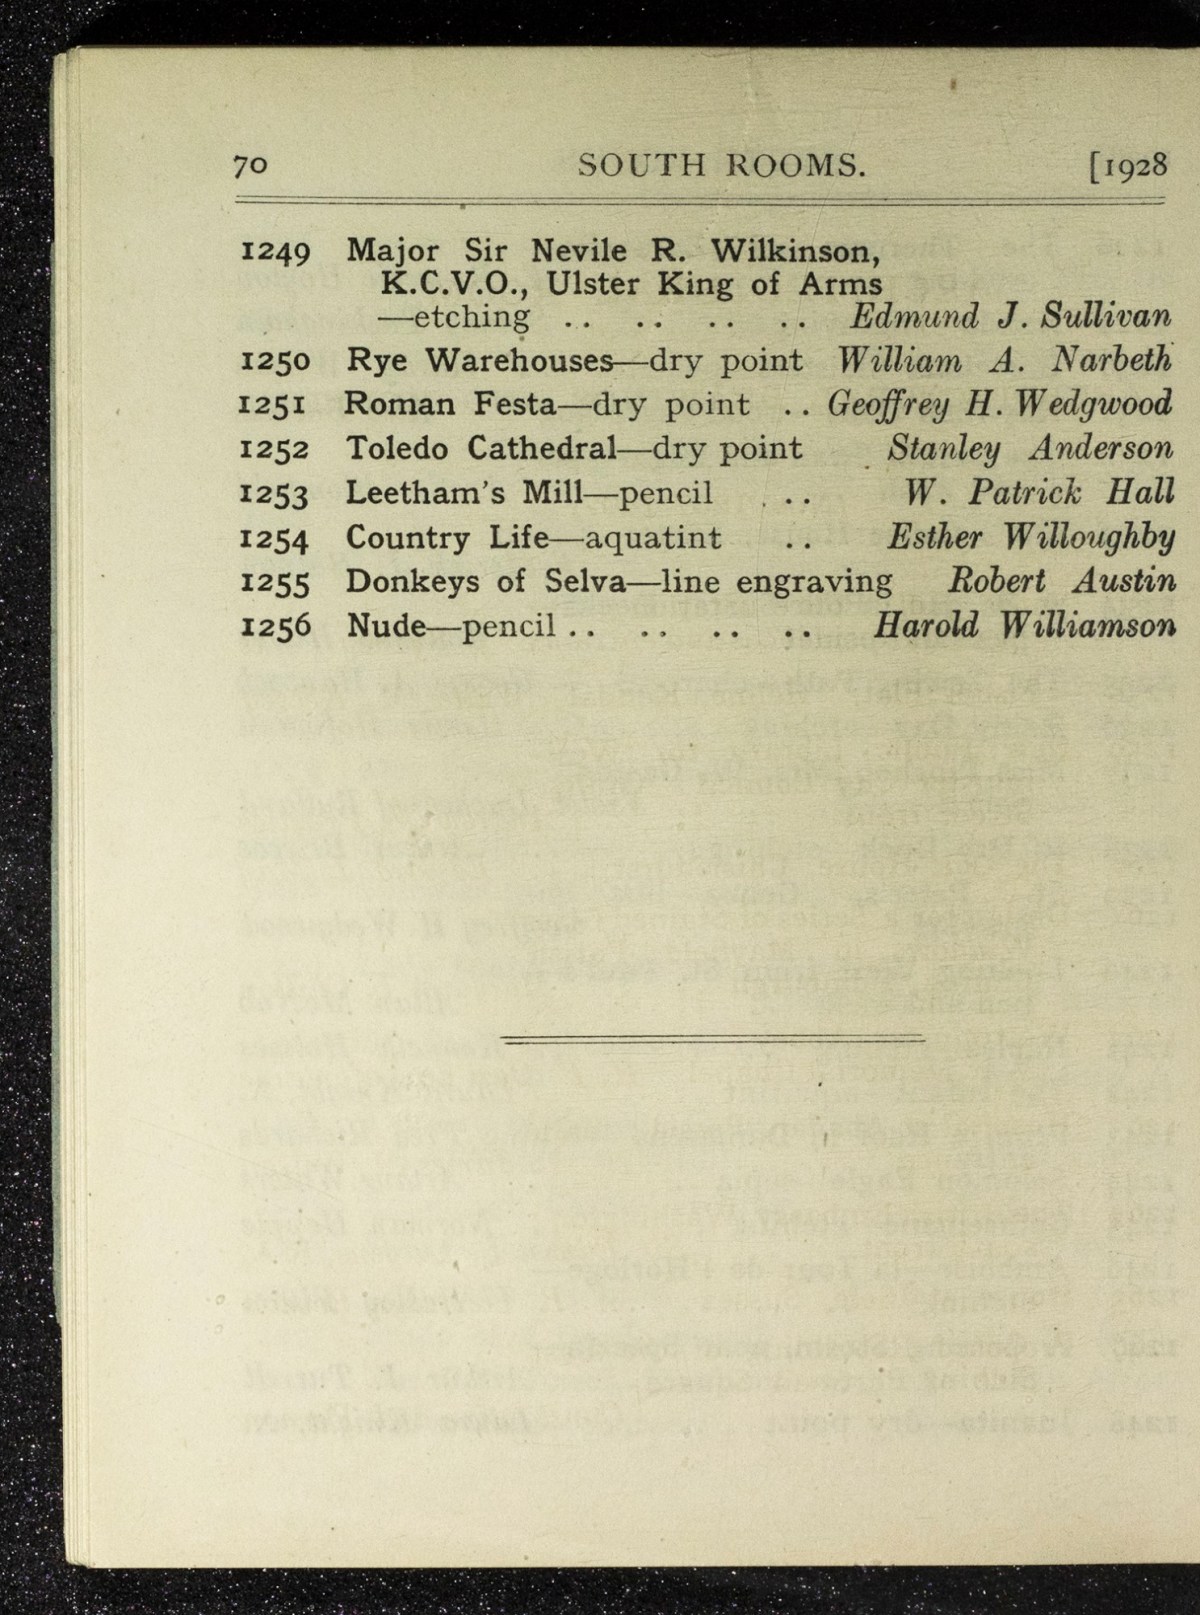 70 SOUTH ROOMS. [1928
1249 Major Sir Nevile R. Wilkinson,
K.C.V.O., Ulster King of Arms
—etching .. .. .. .. Edmund J. Sullivan
1250 Rye Warehouses—dry point William A. Narbeth
1251 Roman Festa—dry point .. Geoffrey H. Wedgwood
1252 Toledo Cathedral—dry point Stanley Anderson
1253 Leetham's Mill—pencil .. W. Patrick Hall
1254 Country Life—aquatint .. Esther Willoughby
1255 Donkeys of Selva—line engraving Robert Austin
1256 Nude—pencil .. .. .. .. Harold Williamson